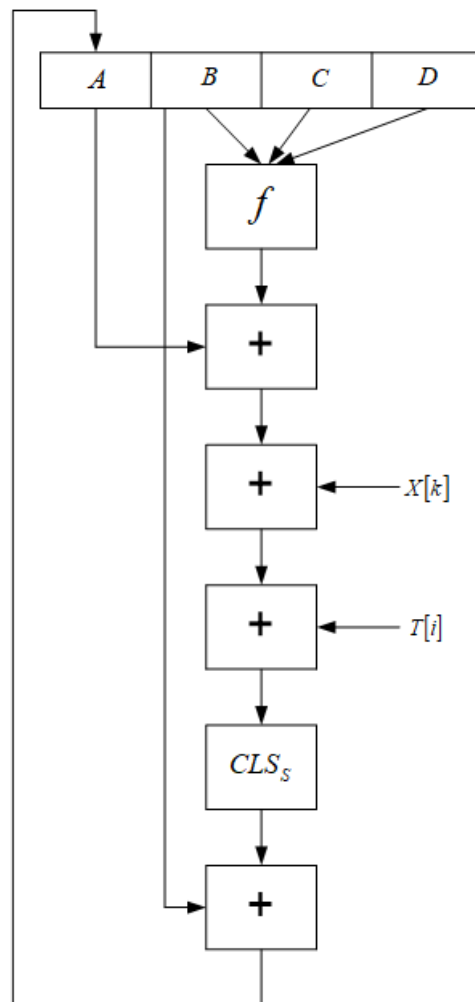 A B C D
f
+
+
X[k]
+
T[i]
CLS_S
+